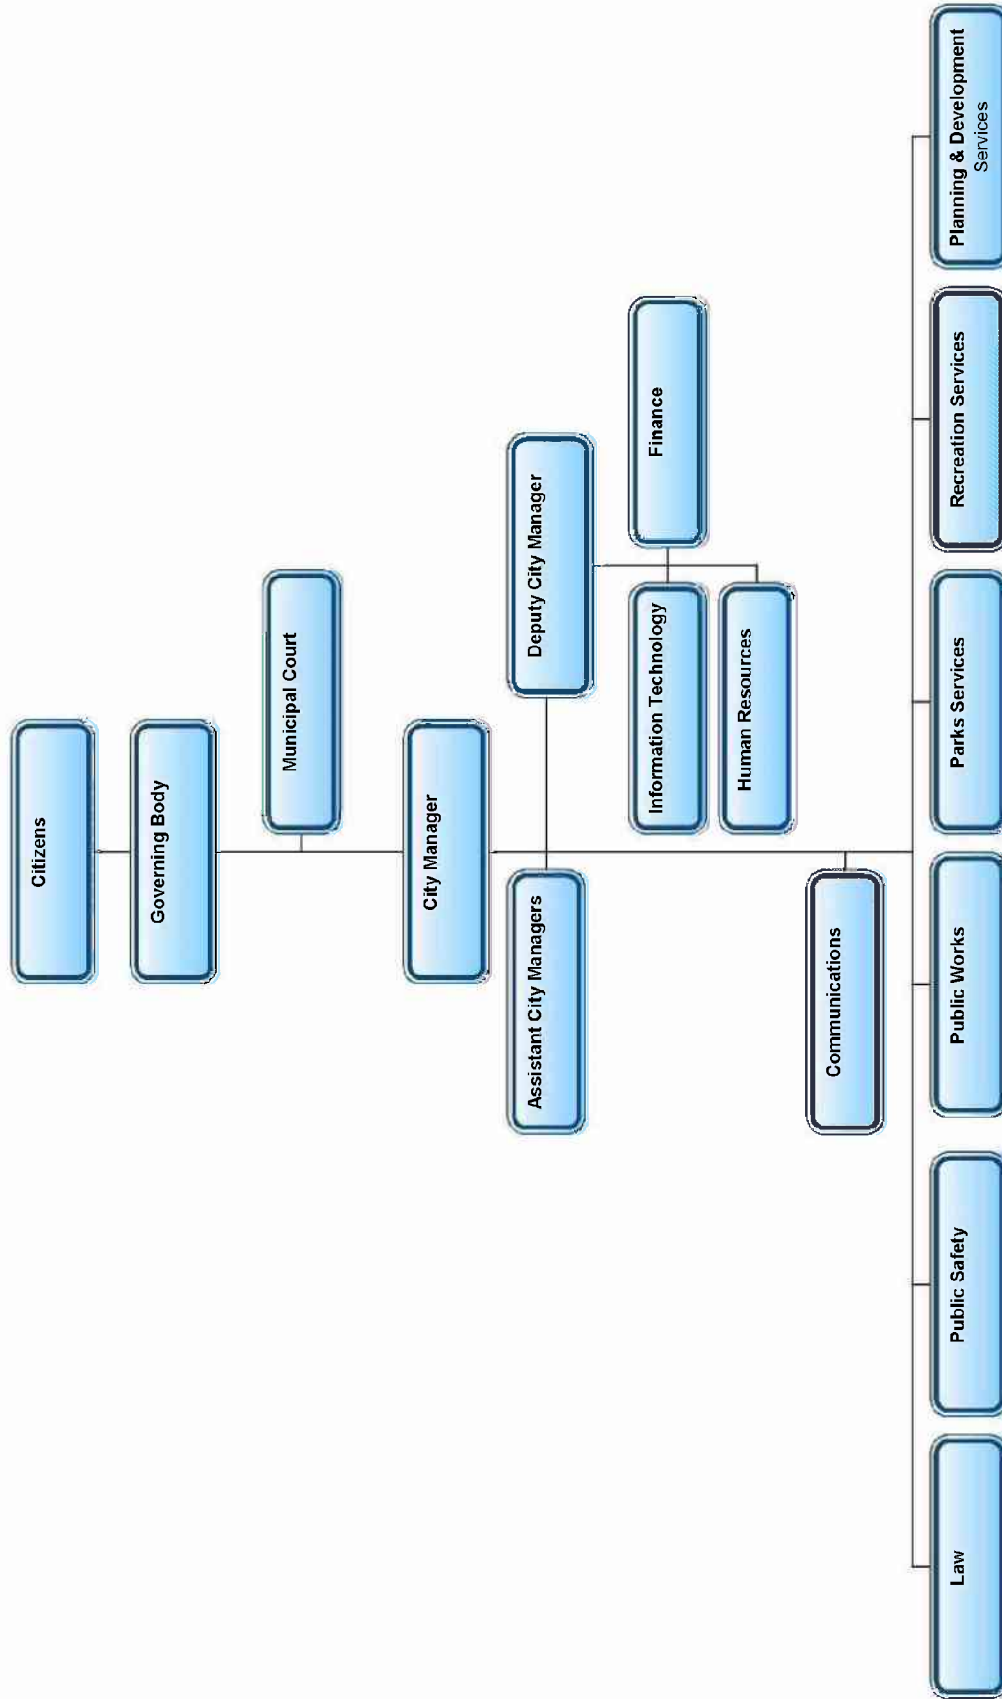 Citizens
Governing Body
Municipal Court
City Manager
Assistant City Managers
Deputy City Manager
Information Technology
Finance
Human Resources
Communications
Law
Public Safety
Public Works
Parks Services
Recreation Services
Planning & Development
Services